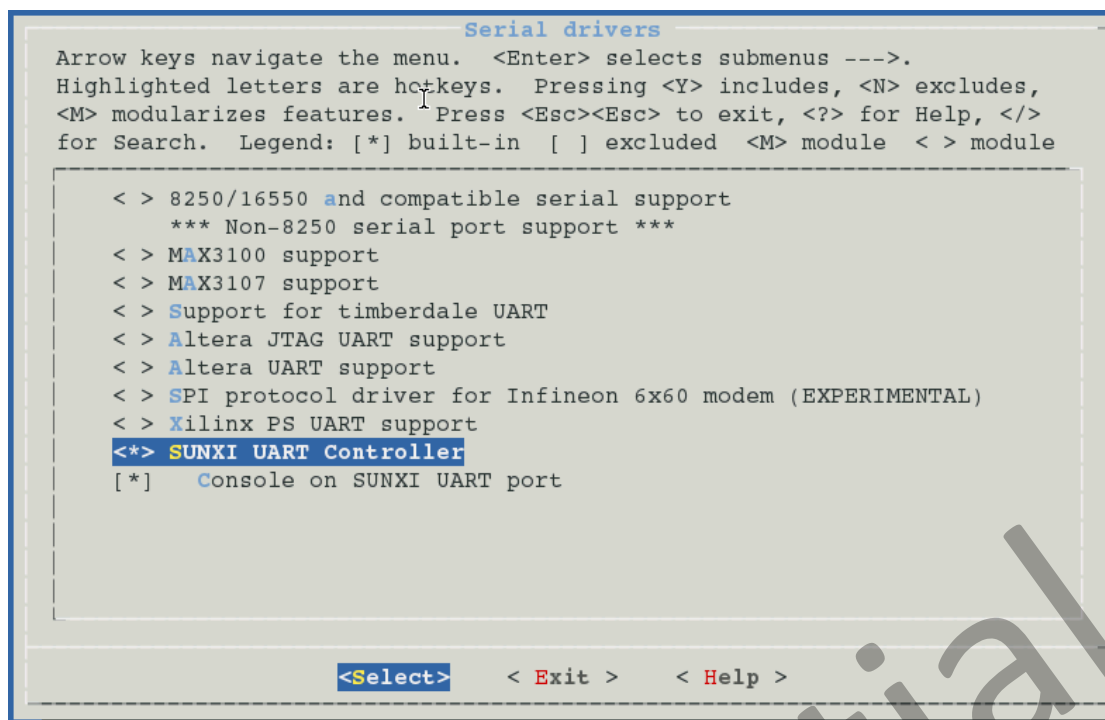 Serial drivers
Arrow keys navigate the menu.  <Enter> selects submenus --->.
Highlighted letters are hotkeys.  Pressing <Y> includes, <N> excludes,
<M> modularizes features.  Press <Esc><Esc> to exit, <?> for Help, </>
for Search.  Legend: [*] built-in  [ ] excluded  <M> module  < > module
< > 8250/16550 and compatible serial support
*** Non-8250 serial port support ***
< > MAX3100 support
< > MAX3107 support
< > Support for timberdale UART
< > Altera JTAG UART support
< > Altera UART support
< > SPI protocol driver for Infineon 6x60 modem (EXPERIMENTAL)
< > Xilinx PS UART support
<*> SUNXI UART Controller
[*]   Console on SUNXI UART port
<Select>    < Exit >    < Help >